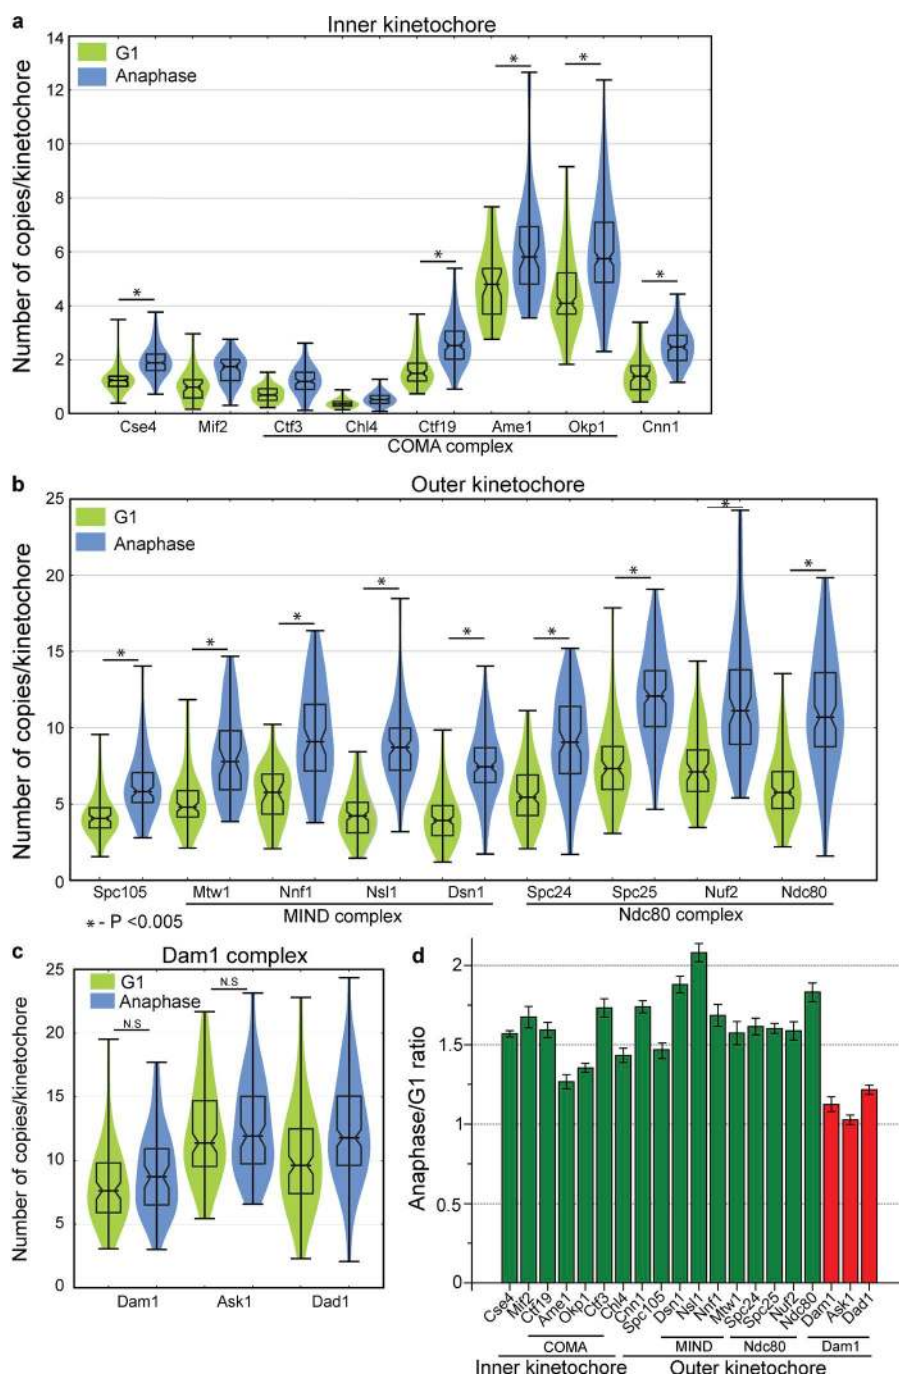 a
Inner kinetochore
Number of copies/kinetochore
14
12
10
8
6
4
2
0
G1
Anaphase
* * * * *
Cse4 Mif2 Ctf3 Chl4 Ctf19 Ame1 Okp1 Cnn1
COMA complex
b
Outer kinetochore
Number of copies/kinetochore
25
20
15
10
5
0
G1
Anaphase
* * * * * * * * *
Spc105 Mtw1 Nnf1 Nsl1 Dsn1 Spc24 Spc25 Nuf2 Ndc80
MIND complex Ndc80 complex
* - P <0.005
c
Dam1 complex
Number of copies/kinetochore
25
20
15
10
5
0
G1
Anaphase
N.S N.S
Dam1 Ask1 Dad1
d
Anaphase/G1 ratio
2
1.5
1
0.5
0
Cse4 Mif2 Ctf19 Ame1 Okp1 Ctf3 Chl4 Cnn1 Spc105 Dsn1 Nsl1 Nnf1 Mtw1 Spc24 Spc25 Nuf2 Ndc80 Dam1 Ask1 Dad1
COMA MIND Ndc80 Dam1
Inner kinetochore Outer kinetochore